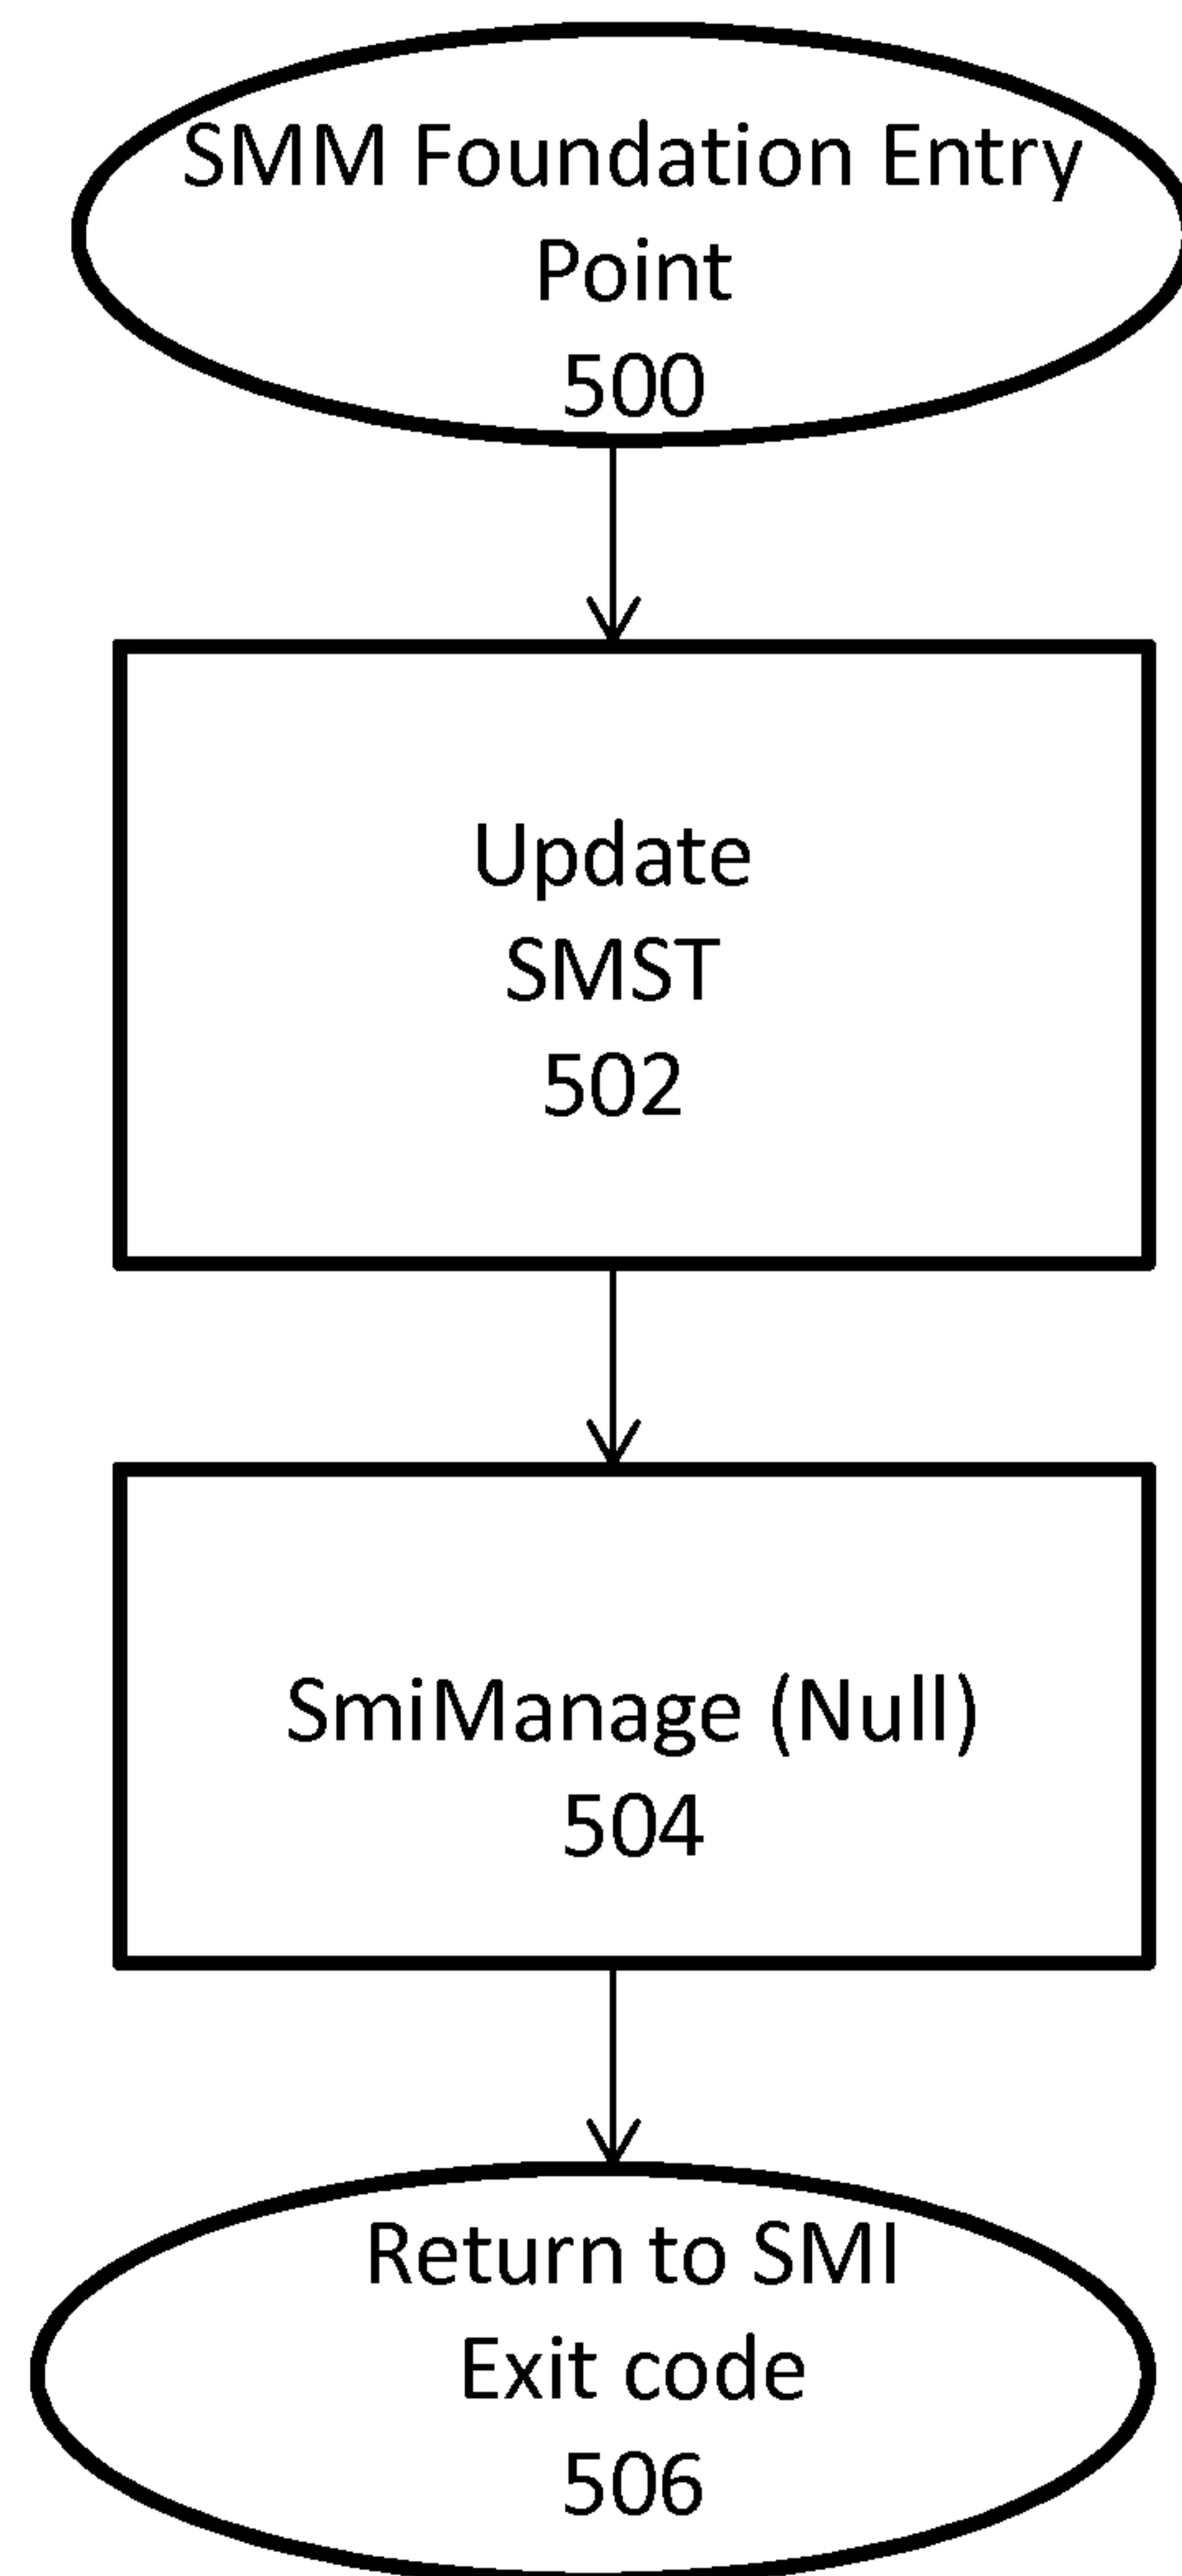 SMM Foundation Entry
Point
500
Update
SMST
502
SmiManage (Null)
504
Return to SMI
Exit code
506